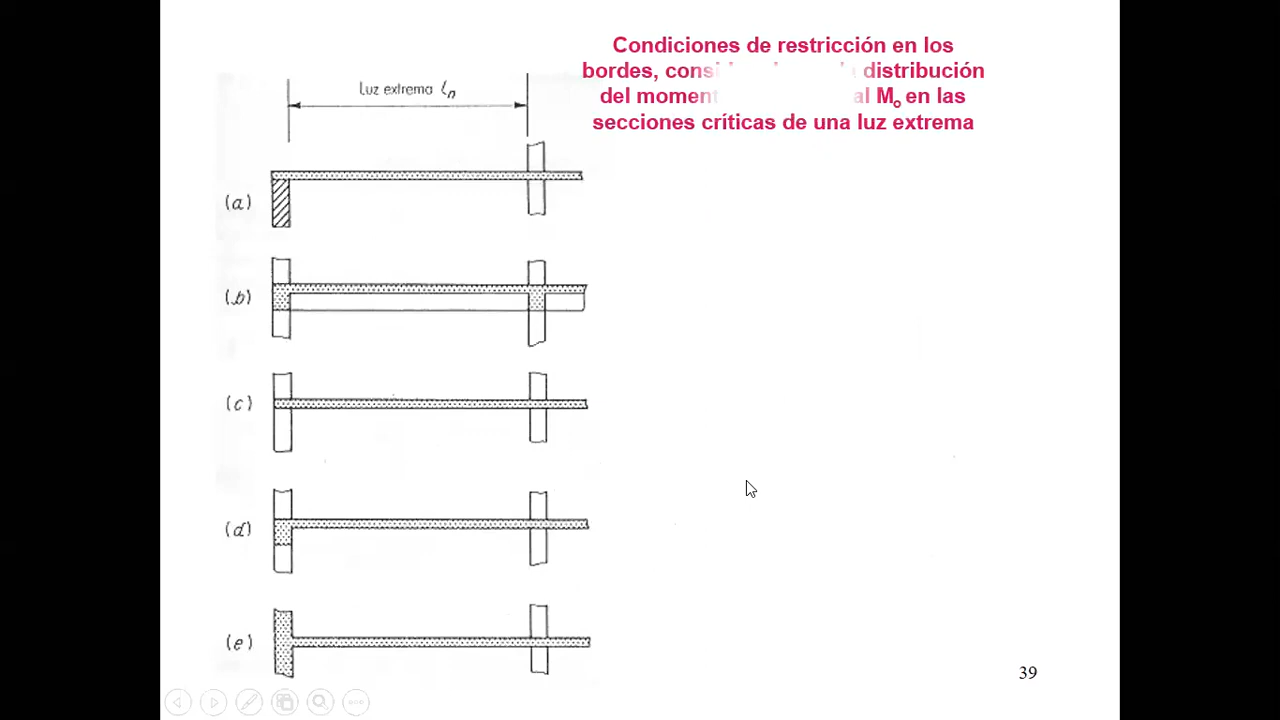 Condiciones de restricción en los
bordes, consi distribución
del moment al Mo en las
secciones críticas de una luz extrema
Luz extrema ℓn
(a)
(b)
(c)
(d)
(e)
39